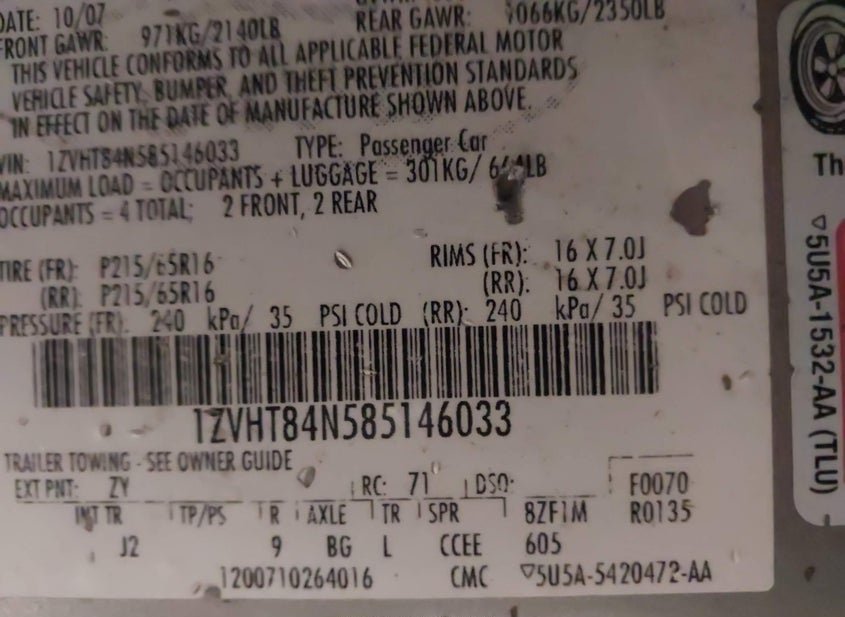 DATE: 10/07
FRONT GAWR: 971KG/2140LB REAR GAWR: 1066KG/2350LB
THIS VEHICLE CONFORMS TO ALL APPLICABLE FEDERAL MOTOR
VEHICLE SAFETY, BUMPER, AND THEFT PREVENTION STANDARDS
IN EFFECT ON THE DATE OF MANUFACTURE SHOWN ABOVE.
VIN: 1ZVHT84N585146033 TYPE: Passenger Car
MAXIMUM LOAD = OCCUPANTS + LUGGAGE = 301KG/ 664LB
OCCUPANTS = 4 TOTAL; 2 FRONT, 2 REAR
TIRE (FR): P215/65R16 RIMS (FR): 16 X 7.0J
(RR): P215/65R16 (RR): 16 X 7.0J
PRESSURE (FR): 240 kPa/ 35 PSI COLD (RR): 240 kPa/ 35 PSI COLD
1ZVHT84N585146033
TRAILER TOWING - SEE OWNER GUIDE
EXT PNT: ZY RC: 71 DSO: F0070
INT TR TP/PS R AXLE TR SPR 8ZF1M R0135
J2 9 BG L CCEE 605
1200710264016 CMC ▽5U5A-5420472-AA
Th
▽5U5A-1532-AA (TLU)